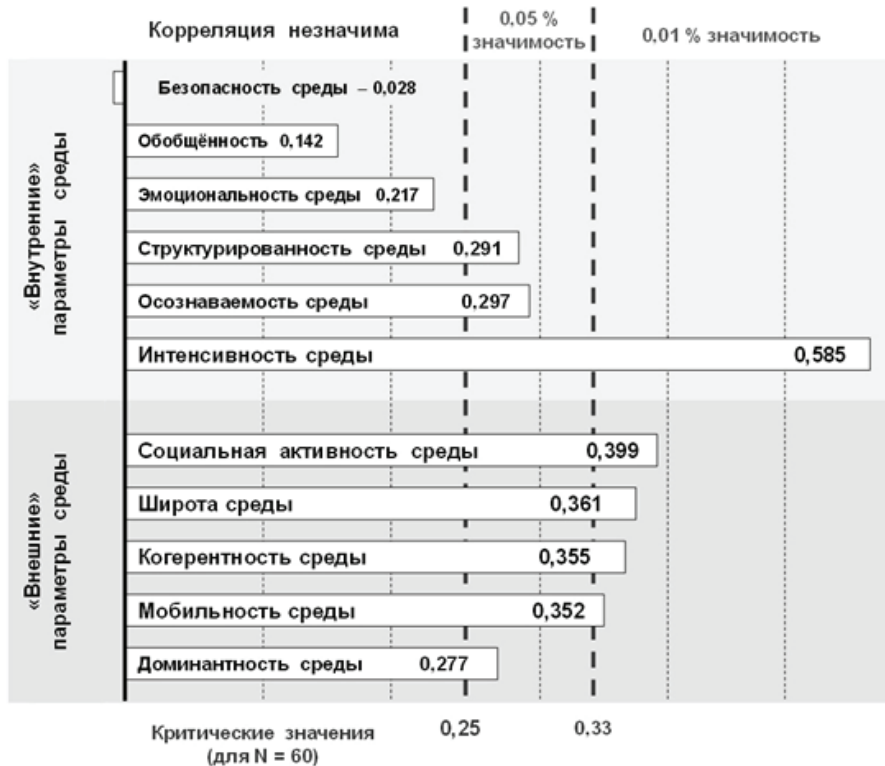 Корреляция незначима
0,05 %
значимость
0,01 % значимость
«Внутренние»
параметры среды
Безопасность среды – 0,028
Обобщённость 0,142
Эмоциональность среды 0,217
Структурированность среды 0,291
Осознаваемость среды 0,297
Интенсивность среды 0,585
«Внешние»
параметры среды
Социальная активность среды 0,399
Широта среды 0,361
Когерентность среды 0,355
Мобильность среды 0,352
Доминантность среды 0,277
Критические значения
(для N = 60)
0,25
0,33